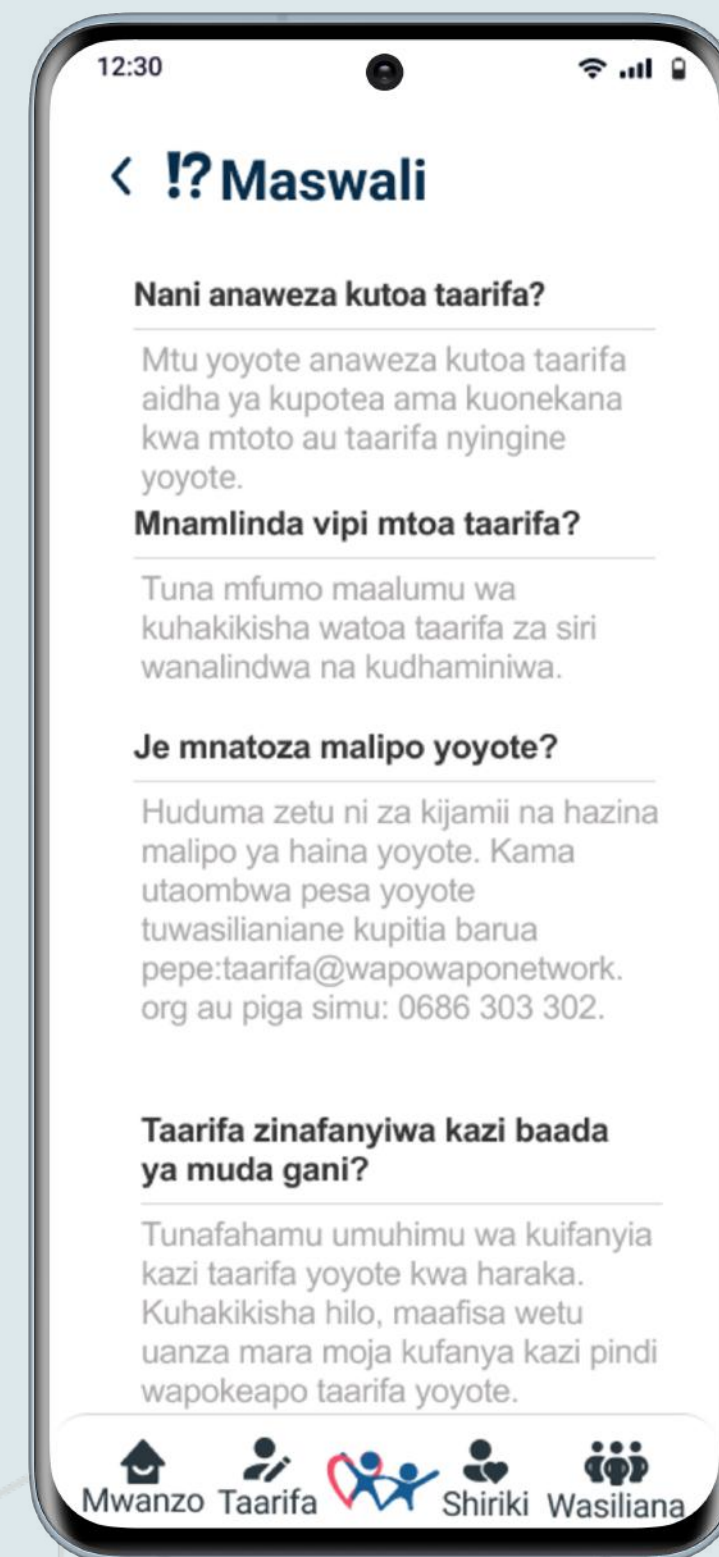 12:30
!? Maswali
Nani anaweza kutoa taarifa?
Mtu yoyote anaweza kutoa taarifa
aidha ya kupotea ama kuonekana
kwa mtoto au taarifa nyingine
yoyote.
Mnamlinda vipi mtoa taarifa?
Tuna mfumo maalumu wa
kuhakikisha watoa taarifa za siri
wanalindwa na kudhaminiwa.
Je mnatoza malipo yoyote?
Huduma zetu ni za kijamii na hazina
malipo ya haina yoyote. Kama
utaombwa pesa yoyote
tuwasilianiane kupitia barua
pepe:taarifa@wapowaponetwork.
org au piga simu: 0686 303 302.
Taarifa zinafanyiwa kazi baada
ya muda gani?
Tunafahamu umuhimu wa kuifanyia
kazi taarifa yoyote kwa haraka.
Kuhakikisha hilo, maafisa wetu
uanza mara moja kufanya kazi pindi
wapokeapo taarifa yoyote.
Mwanzo Taarifa Shiriki Wasiliana